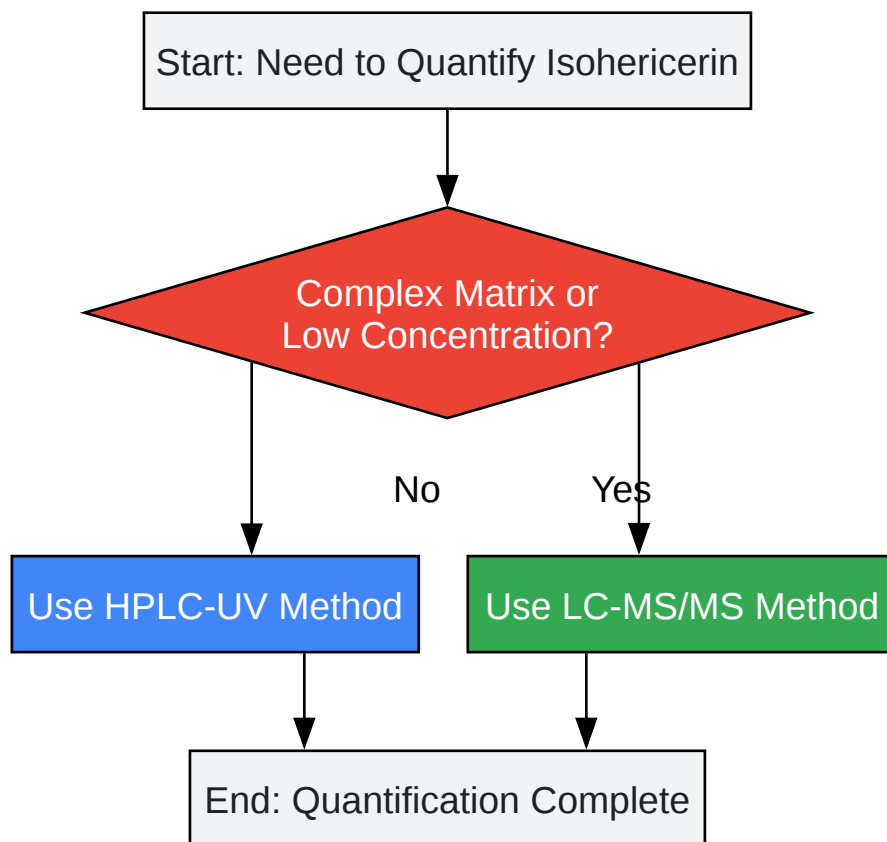 Start: Need to Quantify Isohericerin
Complex Matrix or
Low Concentration?
No
Yes
Use HPLC-UV Method
Use LC-MS/MS Method
End: Quantification Complete